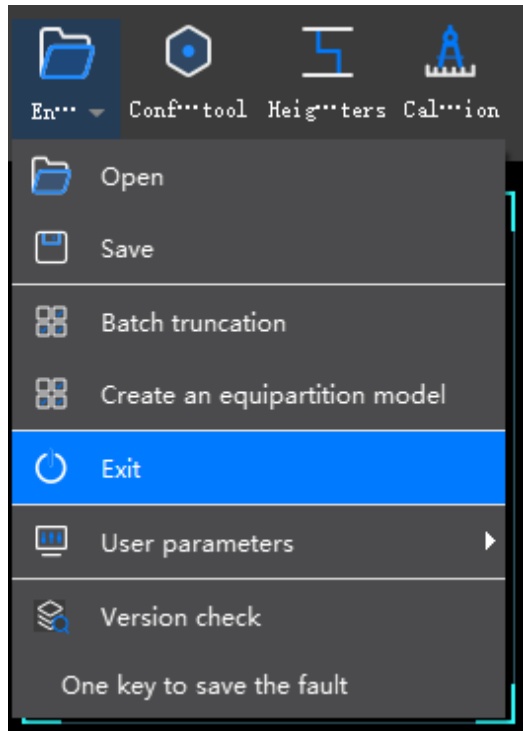 En··· Conf···tool Heig···ters Cal···ion
Open
Save
Batch truncation
Create an equipartition model
Exit
User parameters
Version check
One key to save the fault